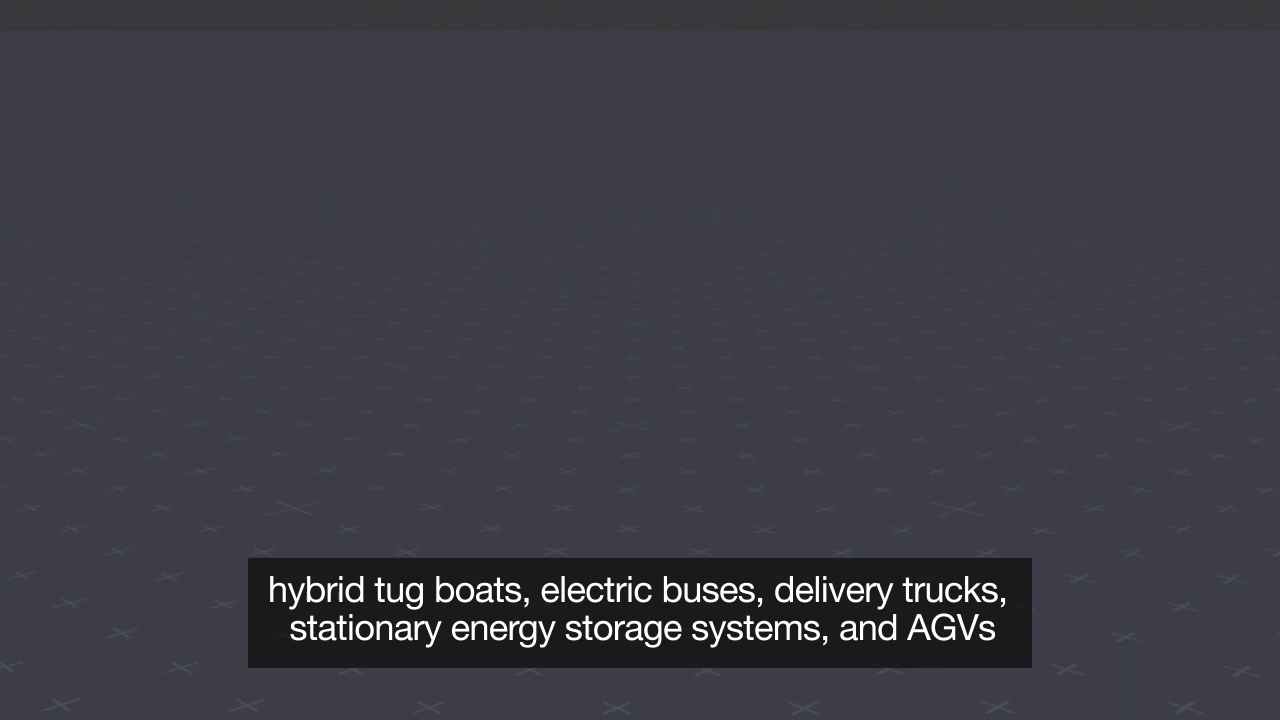 hybrid tug boats, electric buses, delivery trucks,
stationary energy storage systems, and AGVs